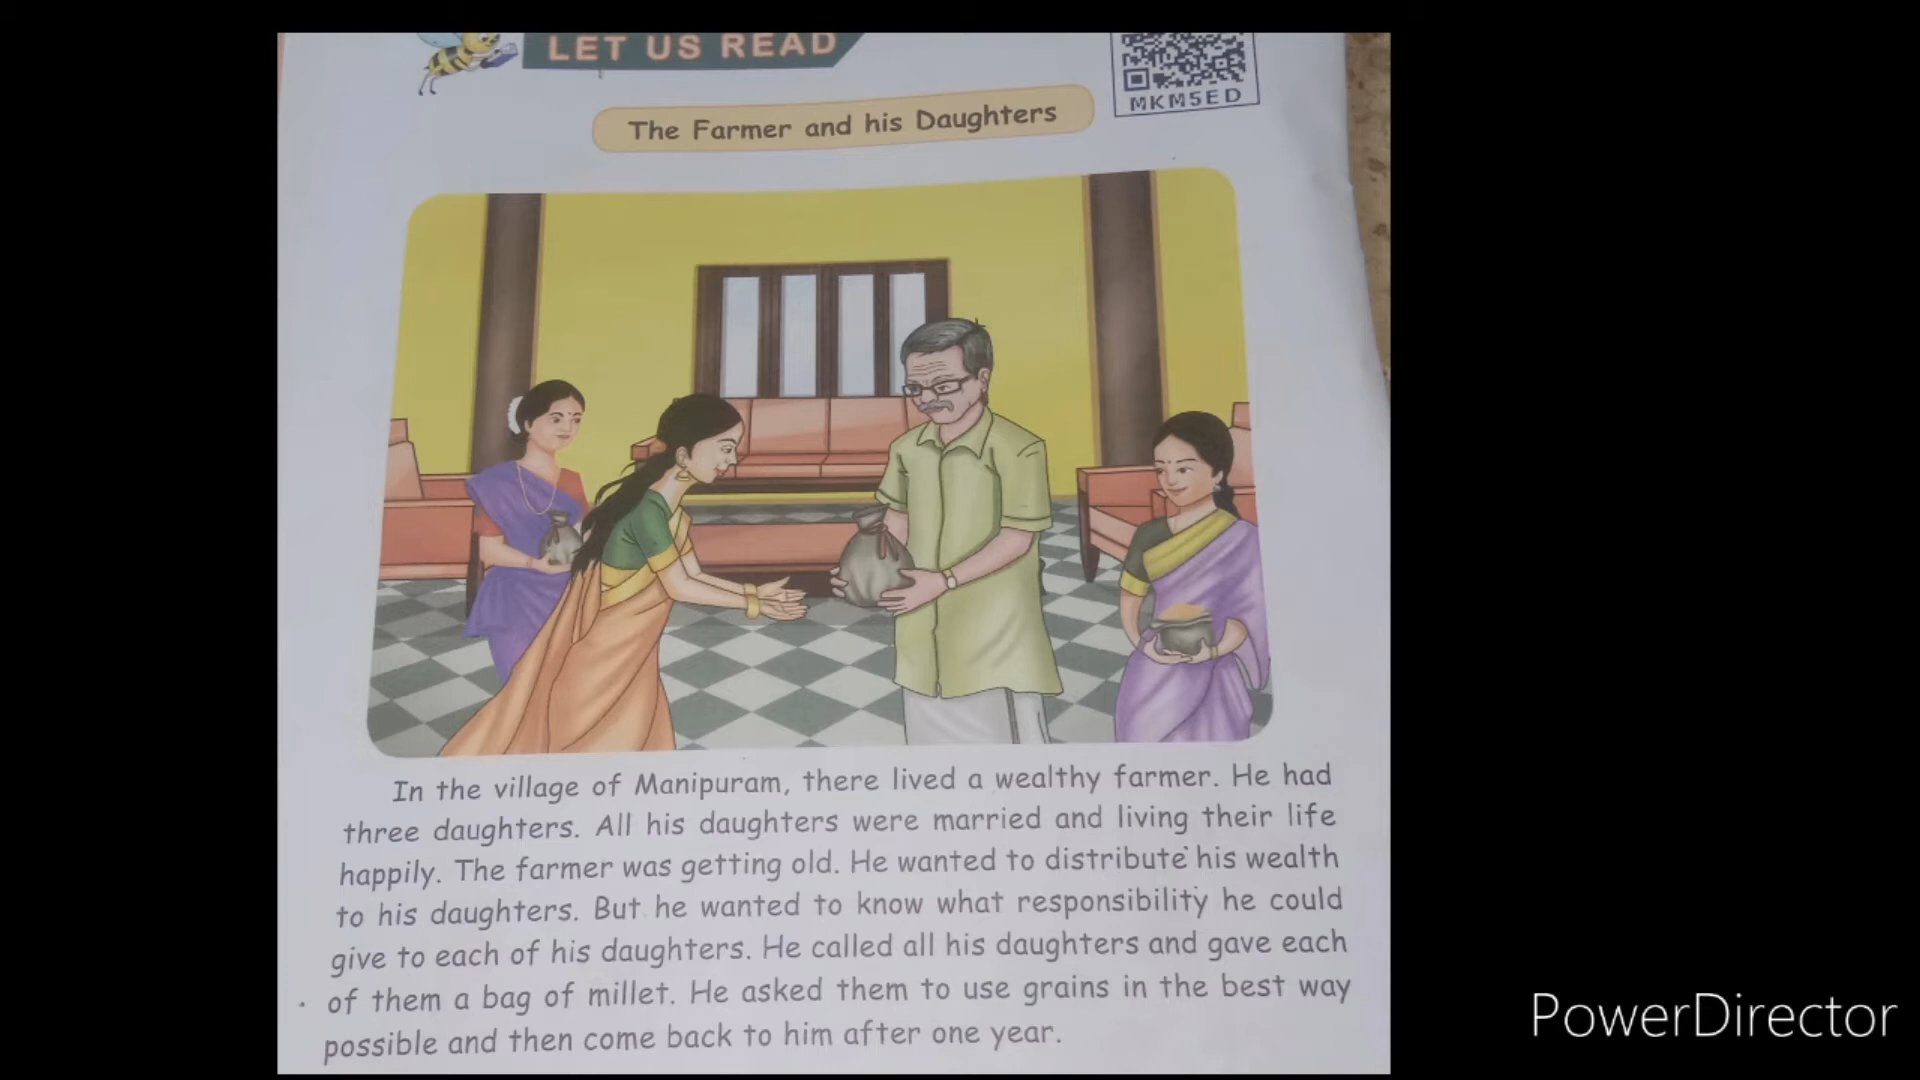 LET US READ
MKM5ED
The Farmer and his Daughters
In the village of Manipuram, there lived a wealthy farmer. He had
three daughters. All his daughters were married and living their life
happily. The farmer was getting old. He wanted to distribute his wealth
to his daughters. But he wanted to know what responsibility he could
give to each of his daughters. He called all his daughters and gave each
of them a bag of millet. He asked them to use grains in the best way
possible and then come back to him after one year.
PowerDirector